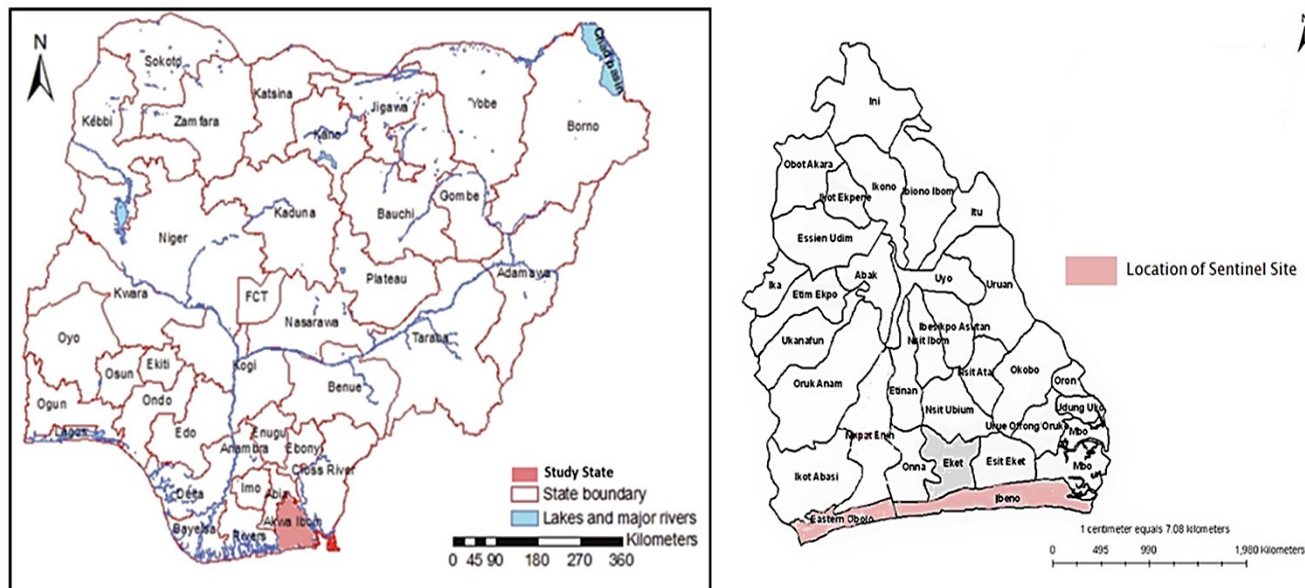 N
Sokoto
Katsina
Kebbi
Zamfara
Kano
Jigawa
Yobe
Chad basin
Borno
Niger
Kaduna
Bauchi
Gombe
Plateau
Adamawa
Kwara
FCT
Nasarawa
Taraba
Oyo
Osun
Ekiti
Kogi
Benue
Ogun
Ondo
Lagos
Edo
Enugu
Anambra
Ebony
Cross River
Delta
Imo
Abia
Bayelsa
Rivers
Akwa Ibom
Study State
State boundary
Lakes and major rivers
Kilometers
0 45 90 180 270 360
N
Ini
Obot Akara
Ikono
Ibiono Ibom
Ikot Ekpene
Itu
Essien Udim
Abak
Uyo
Ika
Etim Ekpo
Uruan
Ukanafun
Nsit Ibom
Ibesikpo Asutan
Oruk Anam
Etinan
Nsit Atai
Okobo
Oron
Nsit Ubium
Udung Uko
Urue Offong Oruko
Mbo
Mkpat Enin
Onna
Eket
Esit Eket
Mbo
Ikot Abasi
Ibeno
Eastern Obolo
Location of Sentinel Site
1 centimeter equals 7.08 kilometers
0 495 990 1,980 Kilometers